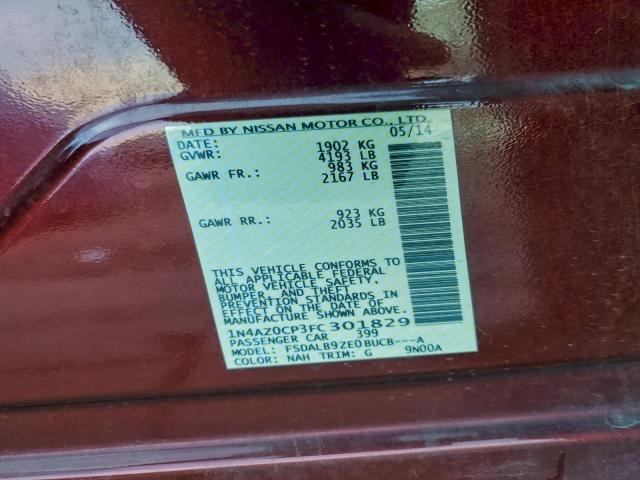 MFD BY NISSAN MOTOR CO., LTD.
DATE: 05/14
GVWR: 1902 KG
4193 LB
GAWR FR.: 983 KG
2167 LB
GAWR RR.: 923 KG
2035 LB
THIS VEHICLE CONFORMS TO
ALL APPLICABLE FEDERAL
MOTOR VEHICLE SAFETY,
BUMPER, AND THEFT
PREVENTION STANDARDS IN
EFFECT ON THE DATE OF
MANUFACTURE SHOWN ABOVE.
1N4AZ0CP3FC301829
PASSENGER CAR 399
MODEL: FSDALB9ZE0BUCB---A
COLOR: NAH TRIM: G 9N00A